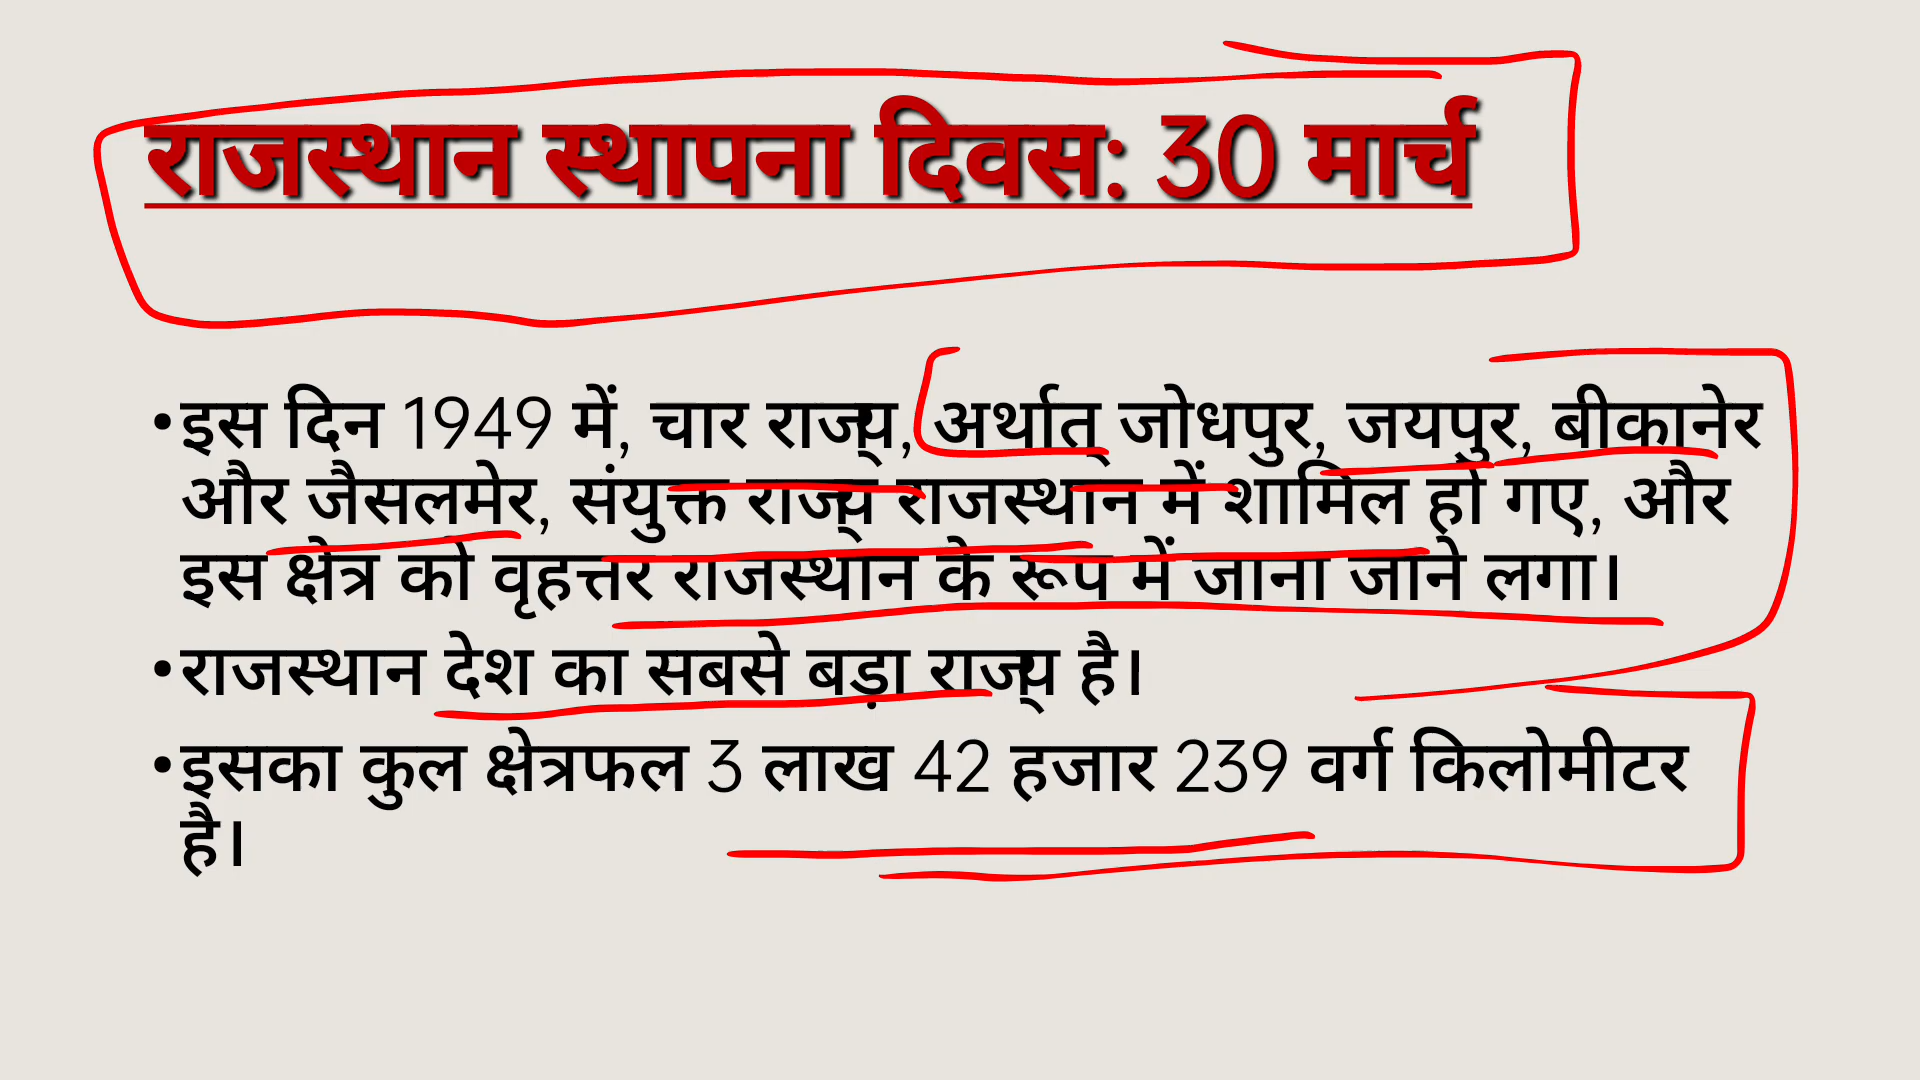 राजस्थान स्थापना दिवस: 30 मार्च
•इस दिन 1949 में, चार राज्य, अर्थात् जोधपुर, जयपुर, बीकानेर
और जैसलमेर, संयुक्त राज्य राजस्थान में शामिल हो गए, और
इस क्षेत्र को वृहत्तर राजस्थान के रूप में जाना जाने लगा।
•राजस्थान देश का सबसे बड़ा राज्य है।
•इसका कुल क्षेत्रफल 3 लाख 42 हजार 239 वर्ग किलोमीटर
है।